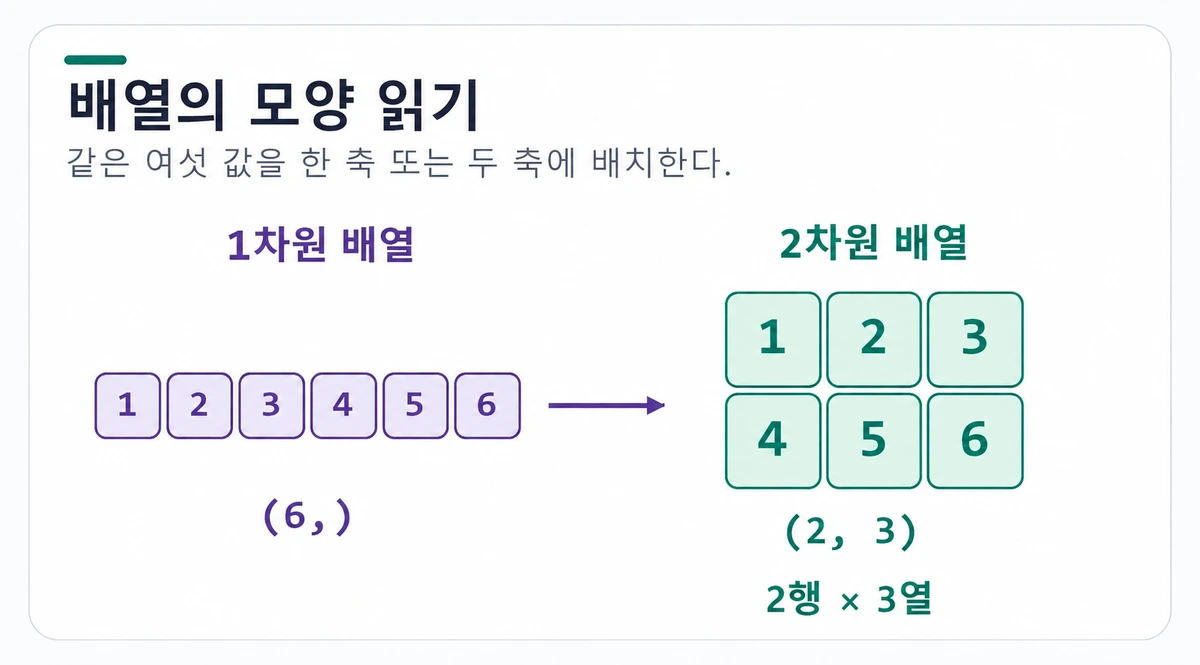 배열의 모양 읽기
같은 여섯 값을 한 축 또는 두 축에 배치한다.
1차원 배열
1 2 3 4 5 6
(6,)
2차원 배열
1 2 3
4 5 6
(2, 3)
2행 × 3열